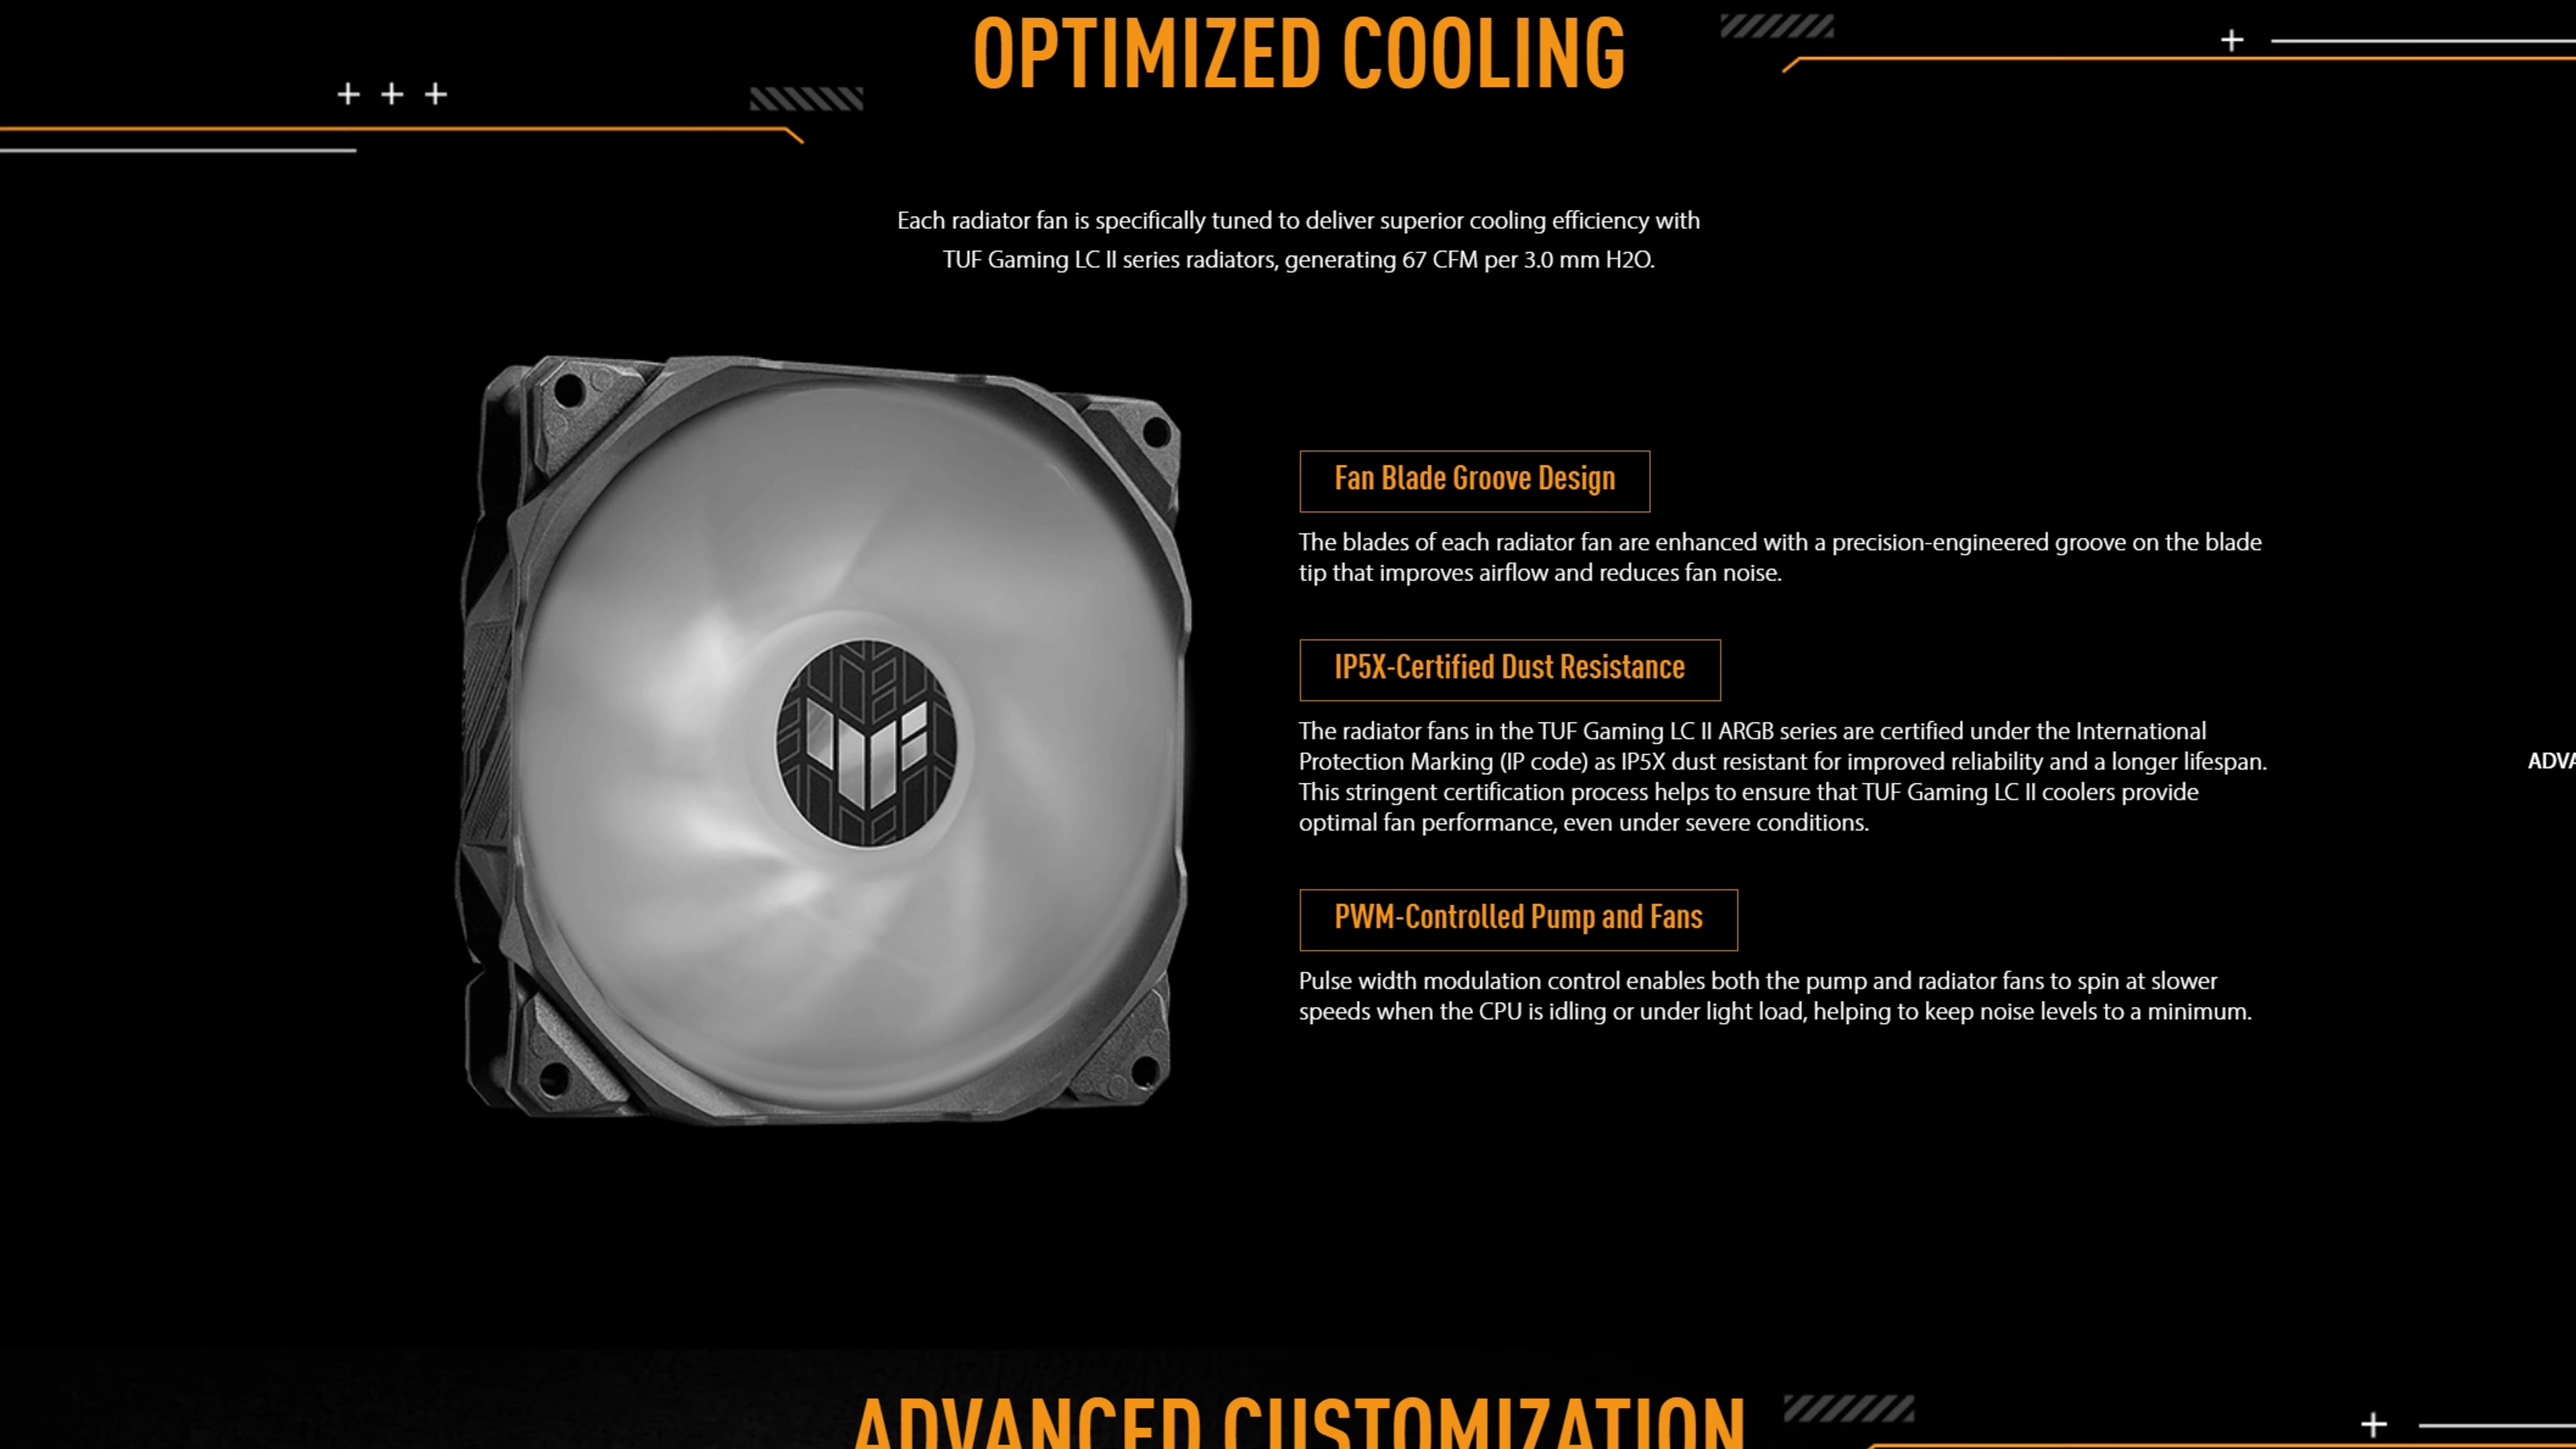 OPTIMIZED COOLING
Each radiator fan is specifically tuned to deliver superior cooling efficiency with
TUF Gaming LC II series radiators, generating 67 CFM per 3.0 mm H2O.
Fan Blade Groove Design
The blades of each radiator fan are enhanced with a precision-engineered groove on the blade
tip that improves airflow and reduces fan noise.
IP5X-Certified Dust Resistance
The radiator fans in the TUF Gaming LC II ARGB series are certified under the International
Protection Marking (IP code) as IP5X dust resistant for improved reliability and a longer lifespan.
This stringent certification process helps to ensure that TUF Gaming LC II coolers provide
optimal fan performance, even under severe conditions.
ADVA
PWM-Controlled Pump and Fans
Pulse width modulation control enables both the pump and radiator fans to spin at slower
speeds when the CPU is idling or under light load, helping to keep noise levels to a minimum.
ADVANCED CUSTOMIZATION